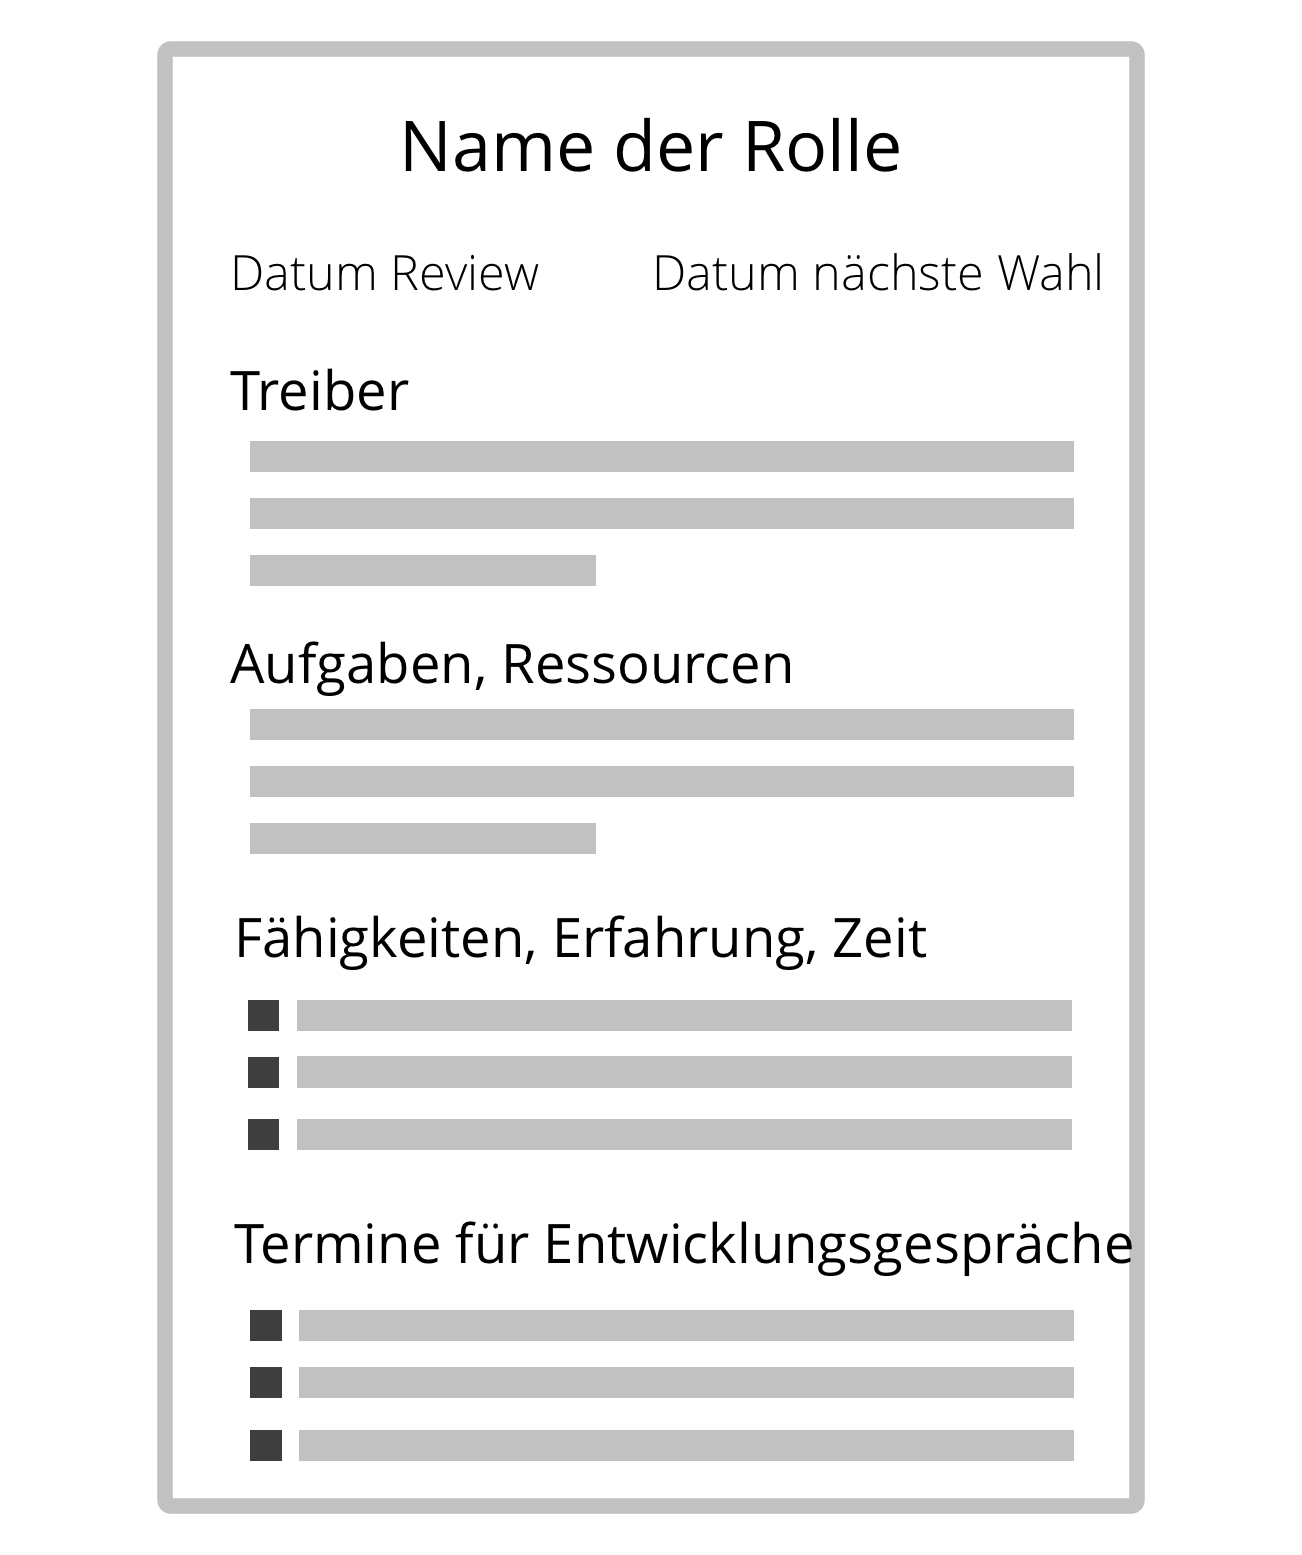 Name der Rolle
Datum Review Datum nächste Wahl
Treiber
Aufgaben, Ressourcen
Fähigkeiten, Erfahrung, Zeit
Termine für Entwicklungsgespräche